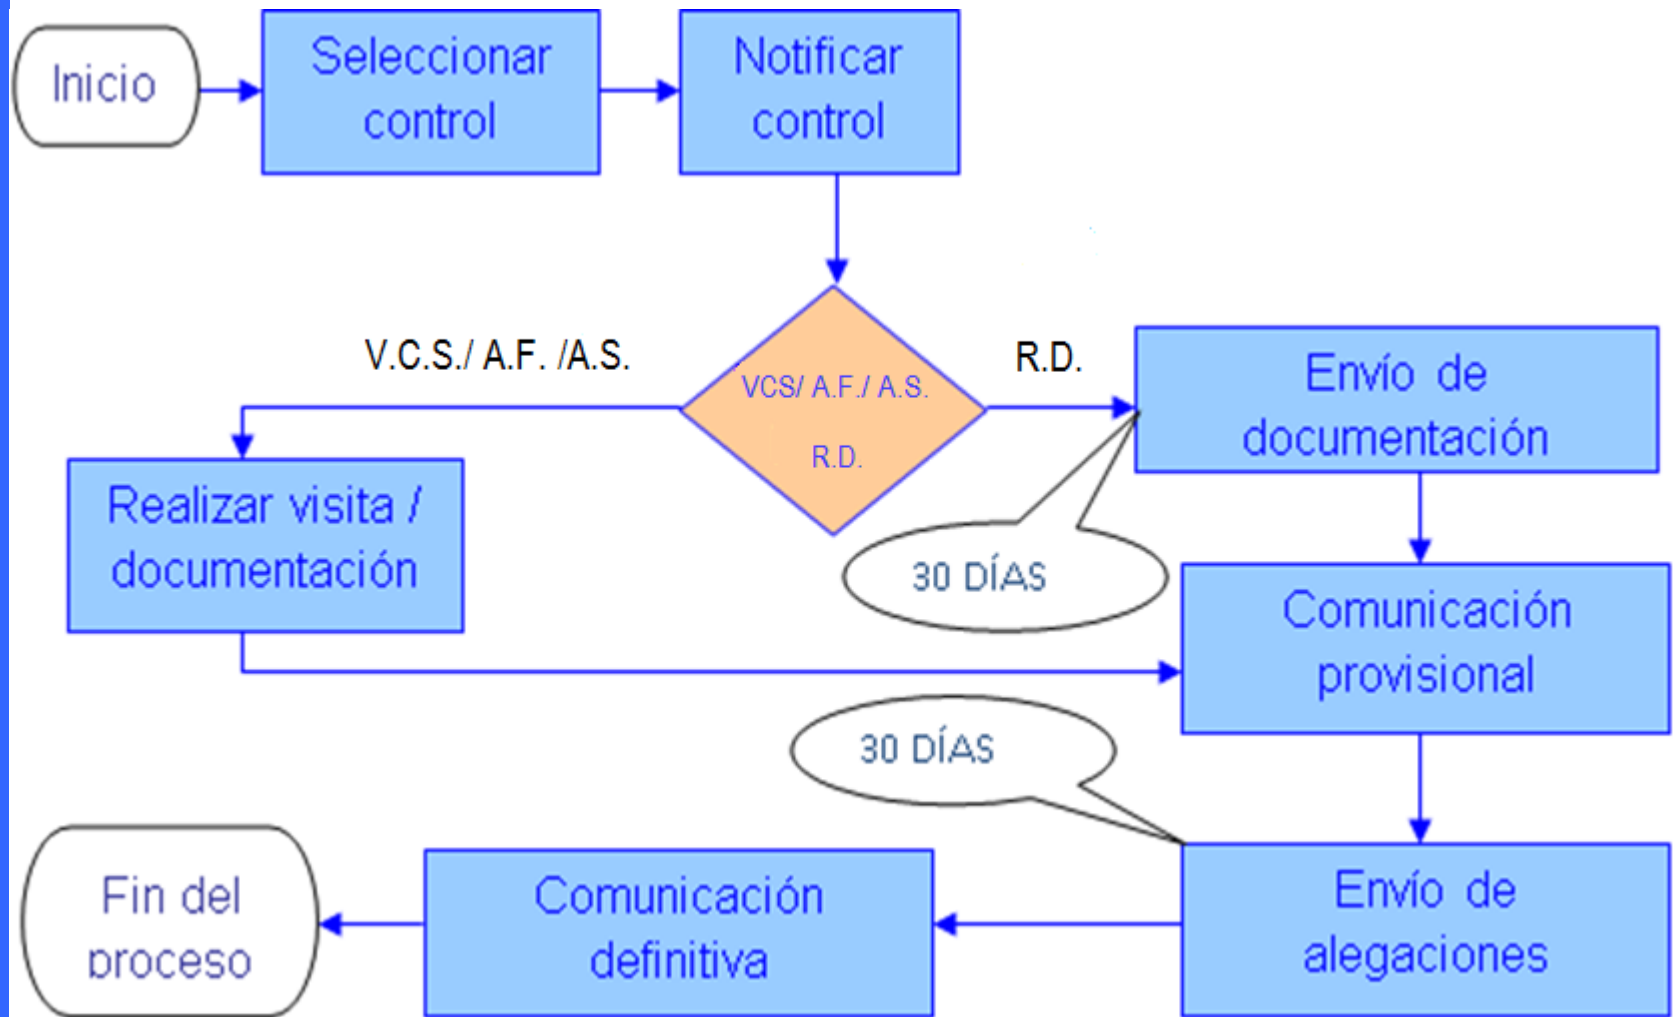 Inicio
Seleccionar
control
Notificar
control
V.C.S./ A.F. /A.S.
VCS/ A.F./ A.S.
R.D.
R.D.
Envío de
documentación
Realizar visita /
documentación
30 DÍAS
Comunicación
provisional
30 DÍAS
Envío de
alegaciones
Comunicación
definitiva
Fin del
proceso